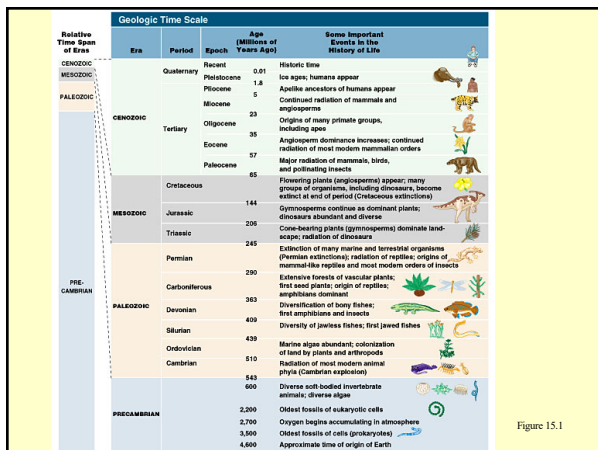 Geologic Time Scale
Relative
Time Span
of Eras
Era
Period
Epoch
Age
(Millions of
Years Ago)
Some Important
Events in the
History of Life
CENOZOIC
MESOZOIC
PALEOZOIC
PRE-
CAMBRIAN
CENOZOIC
Quaternary
Recent
Historic time
0.01
Pleistocene
Ice ages; humans appear
1.8
Tertiary
Pliocene
Apelike ancestors of humans appear
5
Miocene
Continued radiation of mammals and
angiosperms
23
Oligocene
Origins of many primate groups,
including apes
35
Eocene
Angiosperm dominance increases; continued
radiation of most modern mammalian orders
57
Paleocene
Major radiation of mammals, birds,
and pollinating insects
65
MESOZOIC
Cretaceous
Flowering plants (angiosperms) appear; many
groups of organisms, including dinosaurs, become
extinct at end of period (Cretaceous extinctions)
144
Jurassic
Gymnosperms continue as dominant plants;
dinosaurs abundant and diverse
206
Triassic
Cone-bearing plants (gymnosperms) dominate land-
scape; radiation of dinosaurs
245
PALEOZOIC
Permian
Extinction of many marine and terrestrial organisms
(Permian extinctions); radiation of reptiles; origins of
mammal-like reptiles and most modern orders of insects
290
Carboniferous
Extensive forests of vascular plants;
first seed plants; origin of reptiles;
amphibians dominant
363
Devonian
Diversification of bony fishes;
first amphibians and insects
409
Silurian
Diversity of jawless fishes; first jawed fishes
439
Ordovician
Marine algae abundant; colonization
of land by plants and arthropods
510
Cambrian
Radiation of most modern animal
phyla (Cambrian explosion)
543
PRECAMBRIAN
600
Diverse soft-bodied invertebrate
animals; diverse algae
2,200
Oldest fossils of eukaryotic cells
2,700
Oxygen begins accumulating in atmosphere
3,500
Oldest fossils of cells (prokaryotes)
4,600
Approximate time of origin of Earth
Figure 15.1